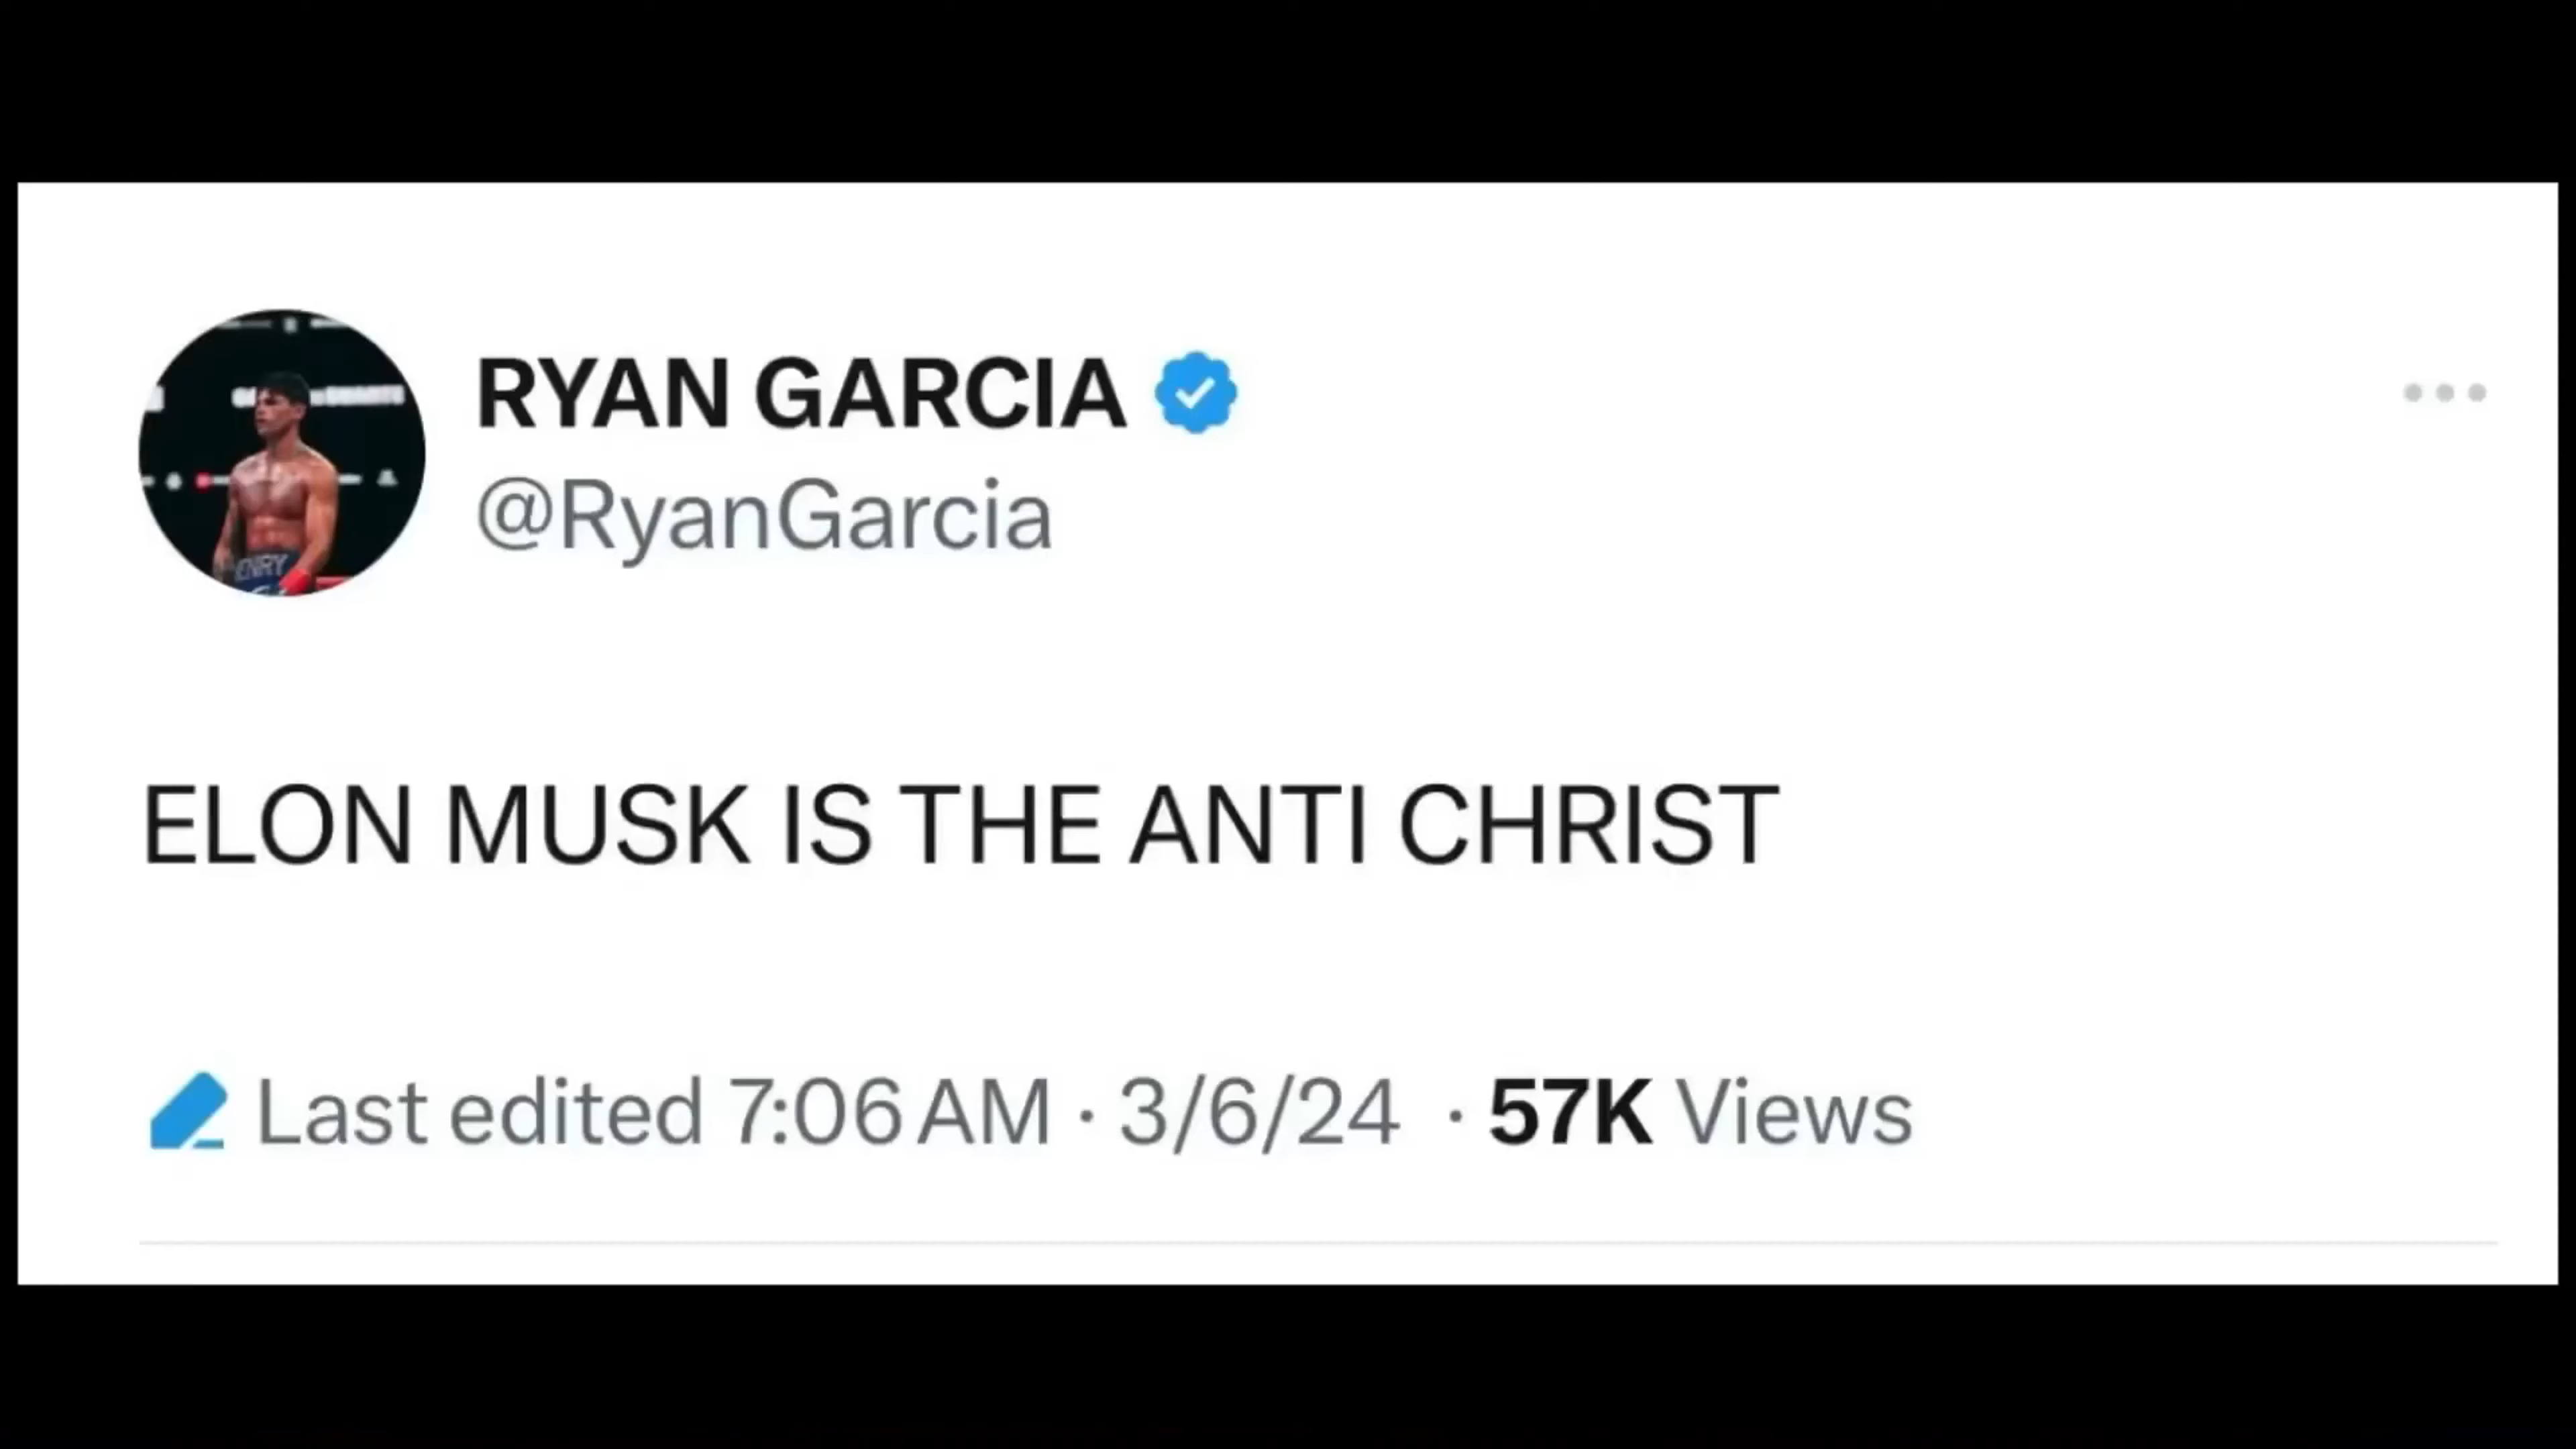 RYAN GARCIA
@RyanGarcia
ENRY
ELON MUSK IS THE ANTI CHRIST
Last edited 7:06 AM · 3/6/24 · 57K Views